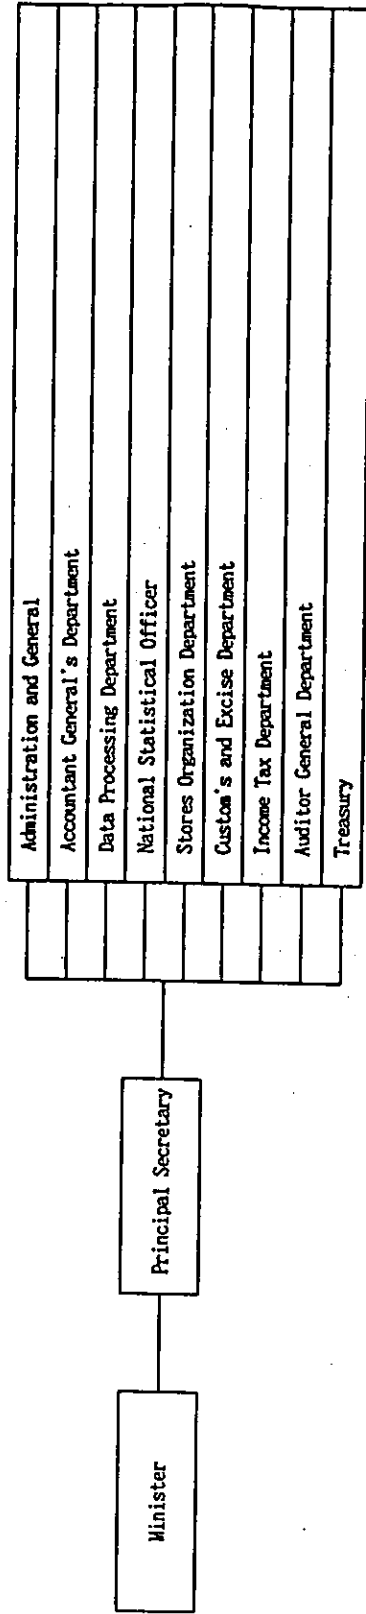 Minister
Principal Secretary
Administration and General
Accountant General's Department
Data Processing Department
National Statistical Officer
Stores Organization Department
Custom's and Excise Department
Income Tax Department
Auditor General Department
Treasury